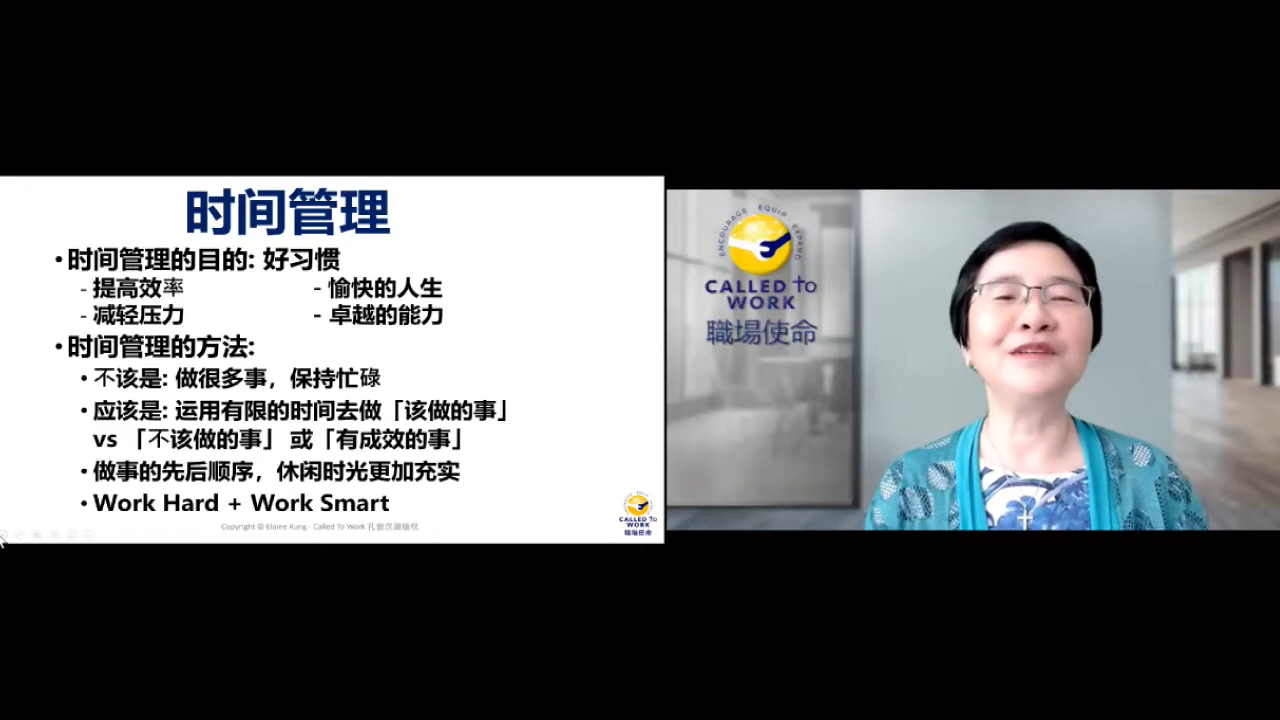 时间管理
• 时间管理的目的: 好习惯
- 提高效率 - 愉快的人生
- 减轻压力 - 卓越的能力
• 时间管理的方法:
• 不该是: 做很多事，保持忙碌
• 应该是: 运用有限的时间去做「该做的事」
vs 「不该做的事」 或「有成效的事」
• 做事的先后顺序，休闲时光更加充实
• Work Hard + Work Smart
Copyright © Elaine Kung - Called To Work
CALLED To
WORK
職場使命
ENCOURAGE EQUIP EXPAND
CALLED To
WORK
職場使命